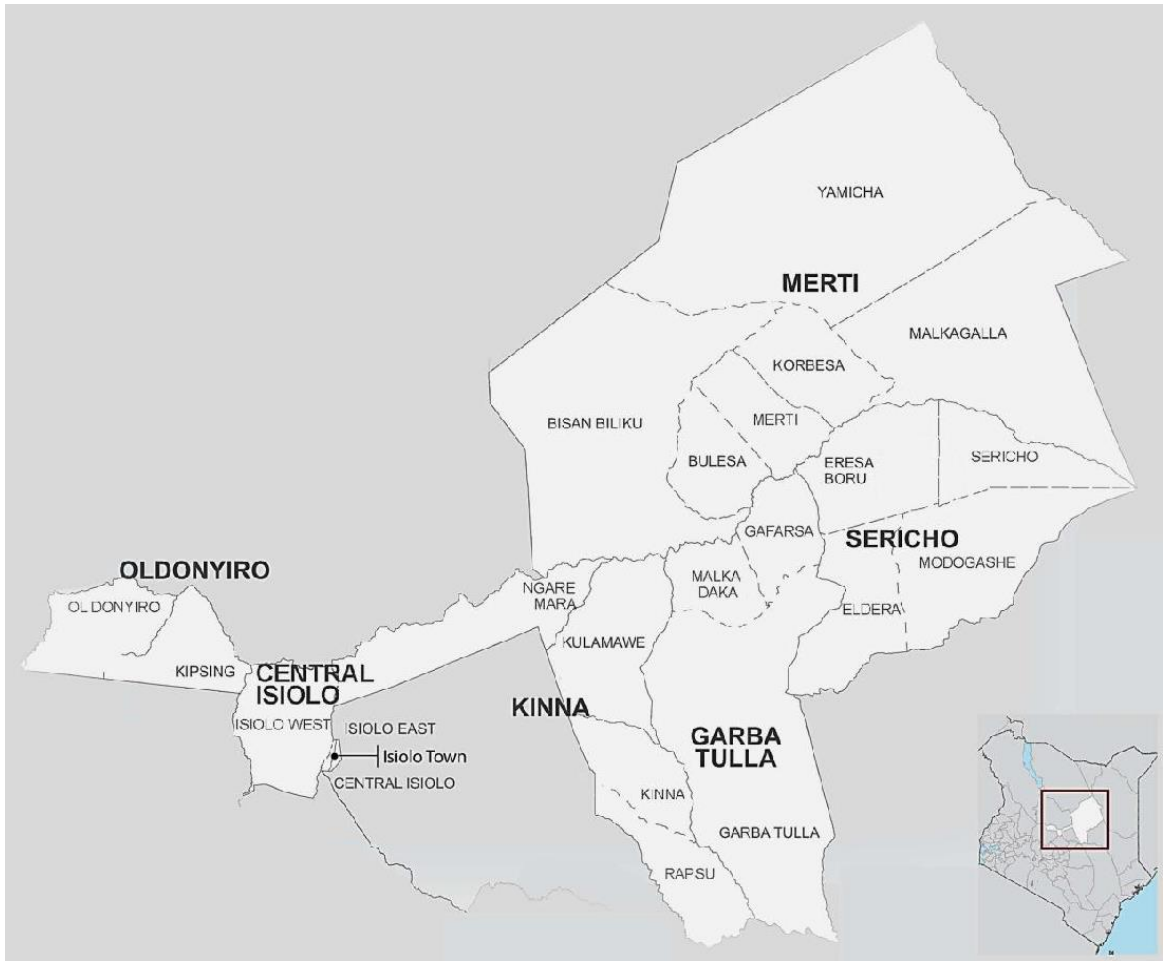 YAMICHA
MERTI
MALKAGALLA
KORBESA
BISAN BILIKU
MERTI
BULESA
ERESA
BORU
SERICHO
GAFARSA
SERICHO
MODOGASHE
OLDONYIRO
OL DONYIRO
NGARE
MARA
MALKA
DAKA
ELDERA
KULAMAWE
KIPSING
CENTRAL
ISIOLO
KINNA
ISIOLO WEST
ISIOLO EAST
GARBA
TULLA
Isiolo Town
CENTRAL ISIOLO
KINNA
GARBA TULLA
RAPSU